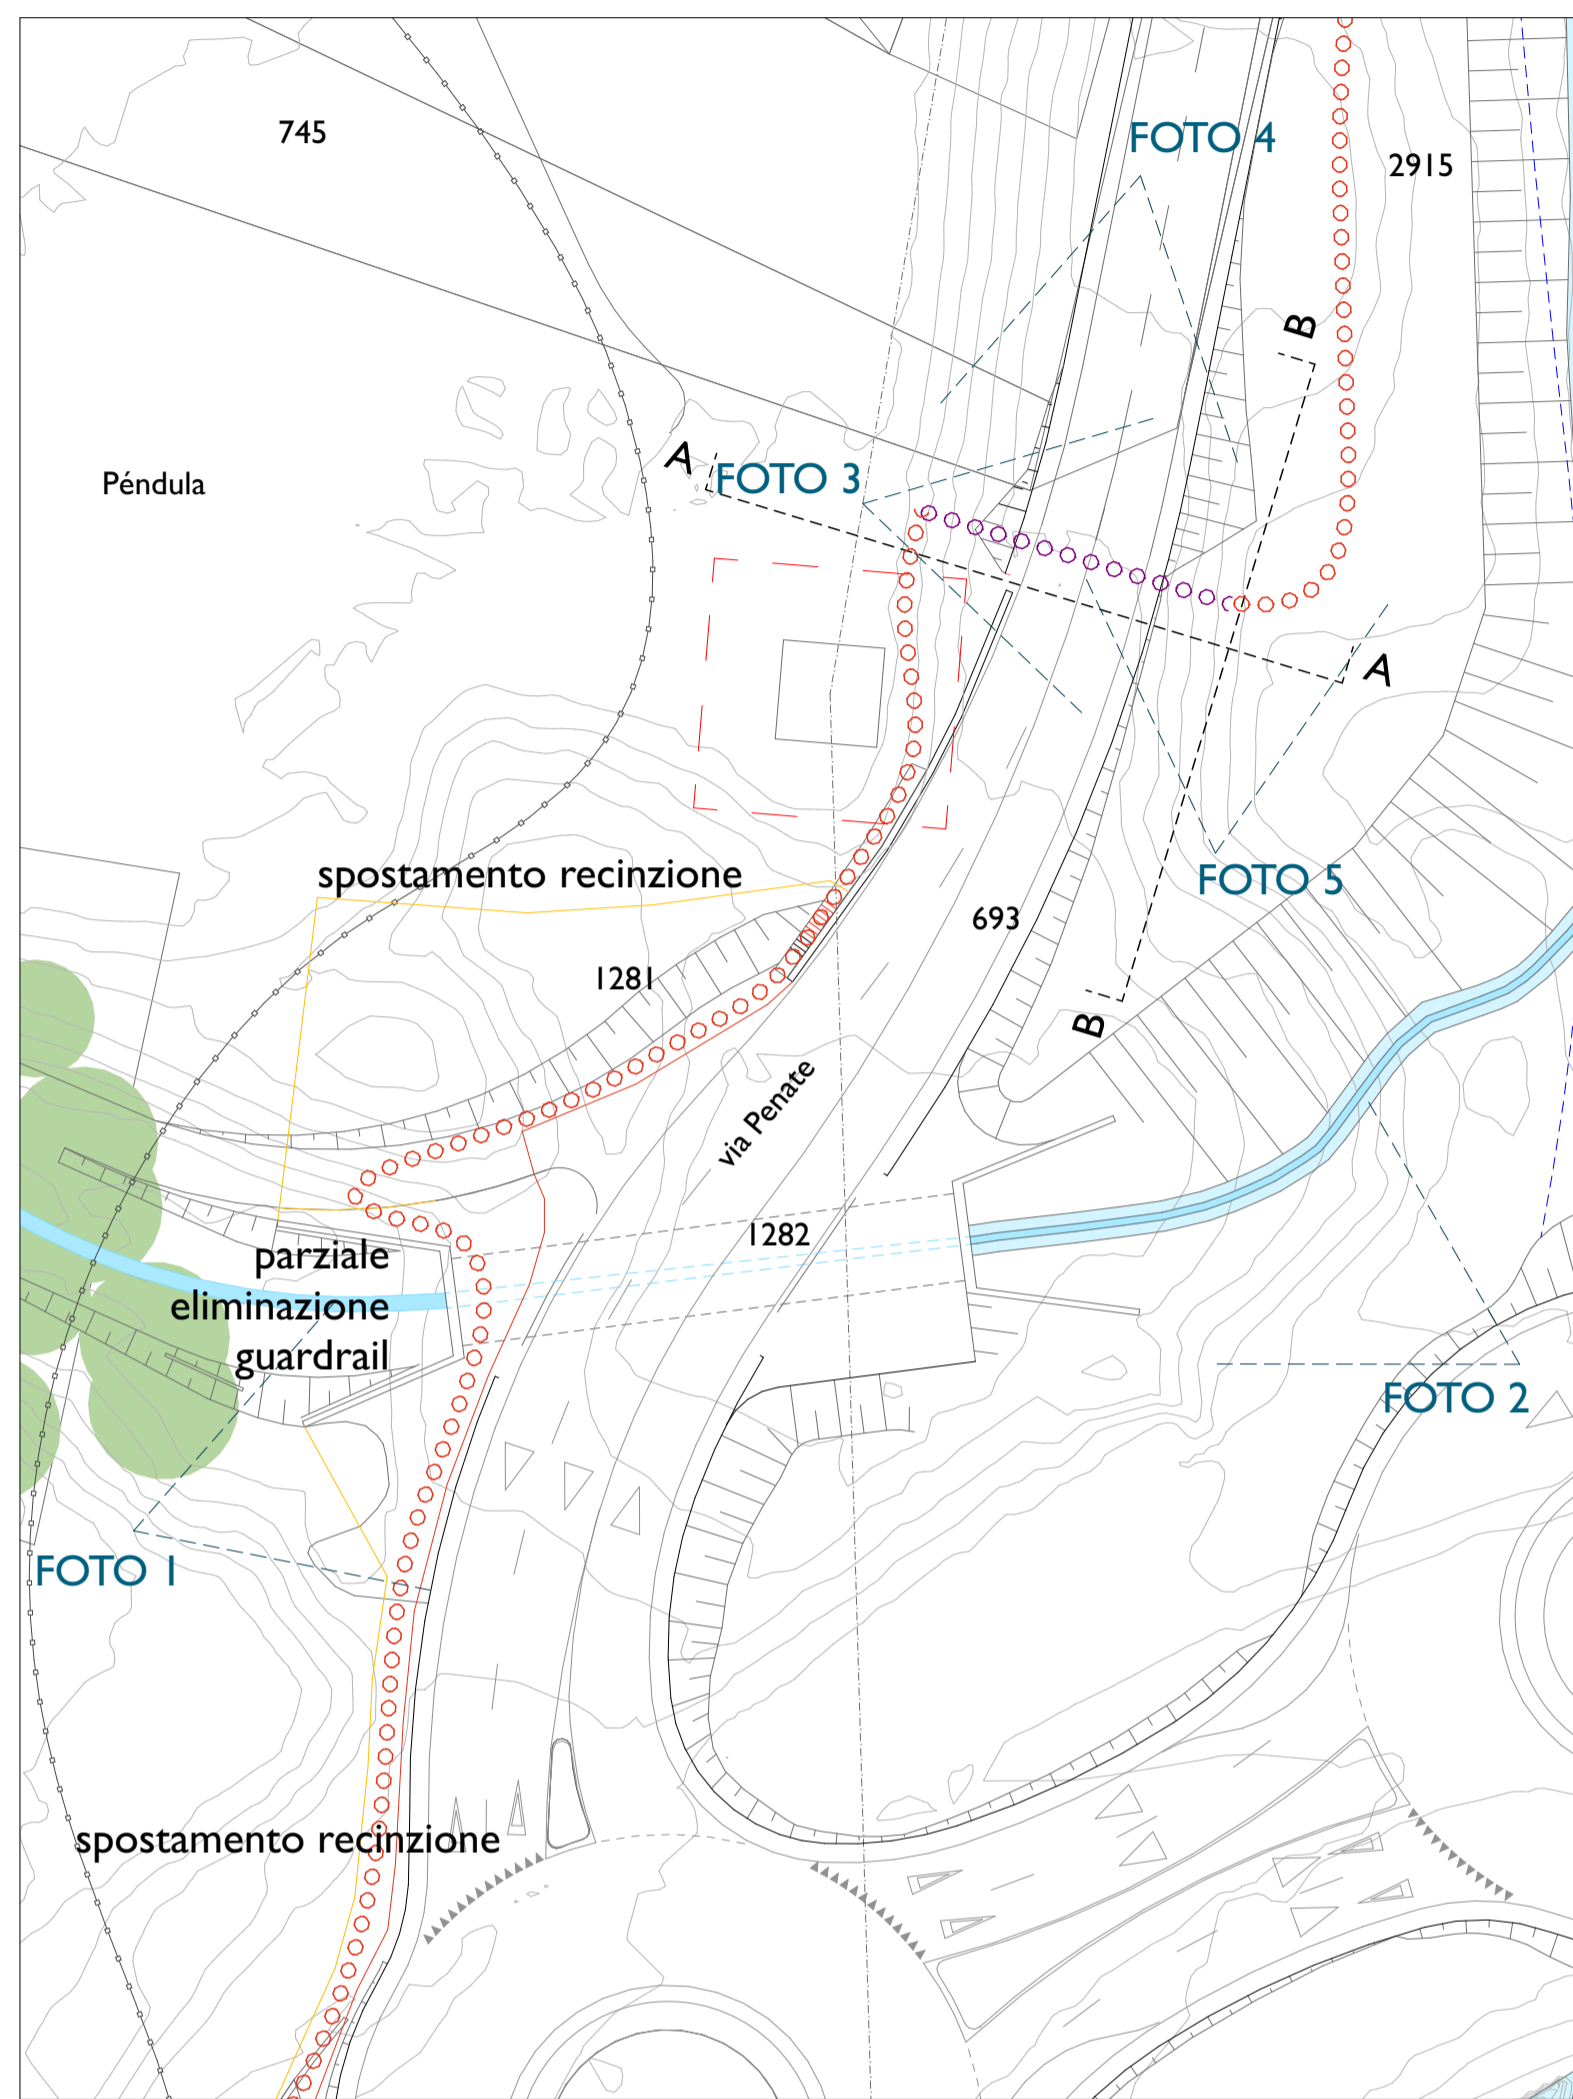 745
FOTO 4
2915
B
A
FOTO 3
Péndula
A
spostamento recinzione
FOTO 5
693
1281
B
via Penate
1282
parziale
eliminazione
guardrail
FOTO 2
FOTO 1
spostamento recinzione